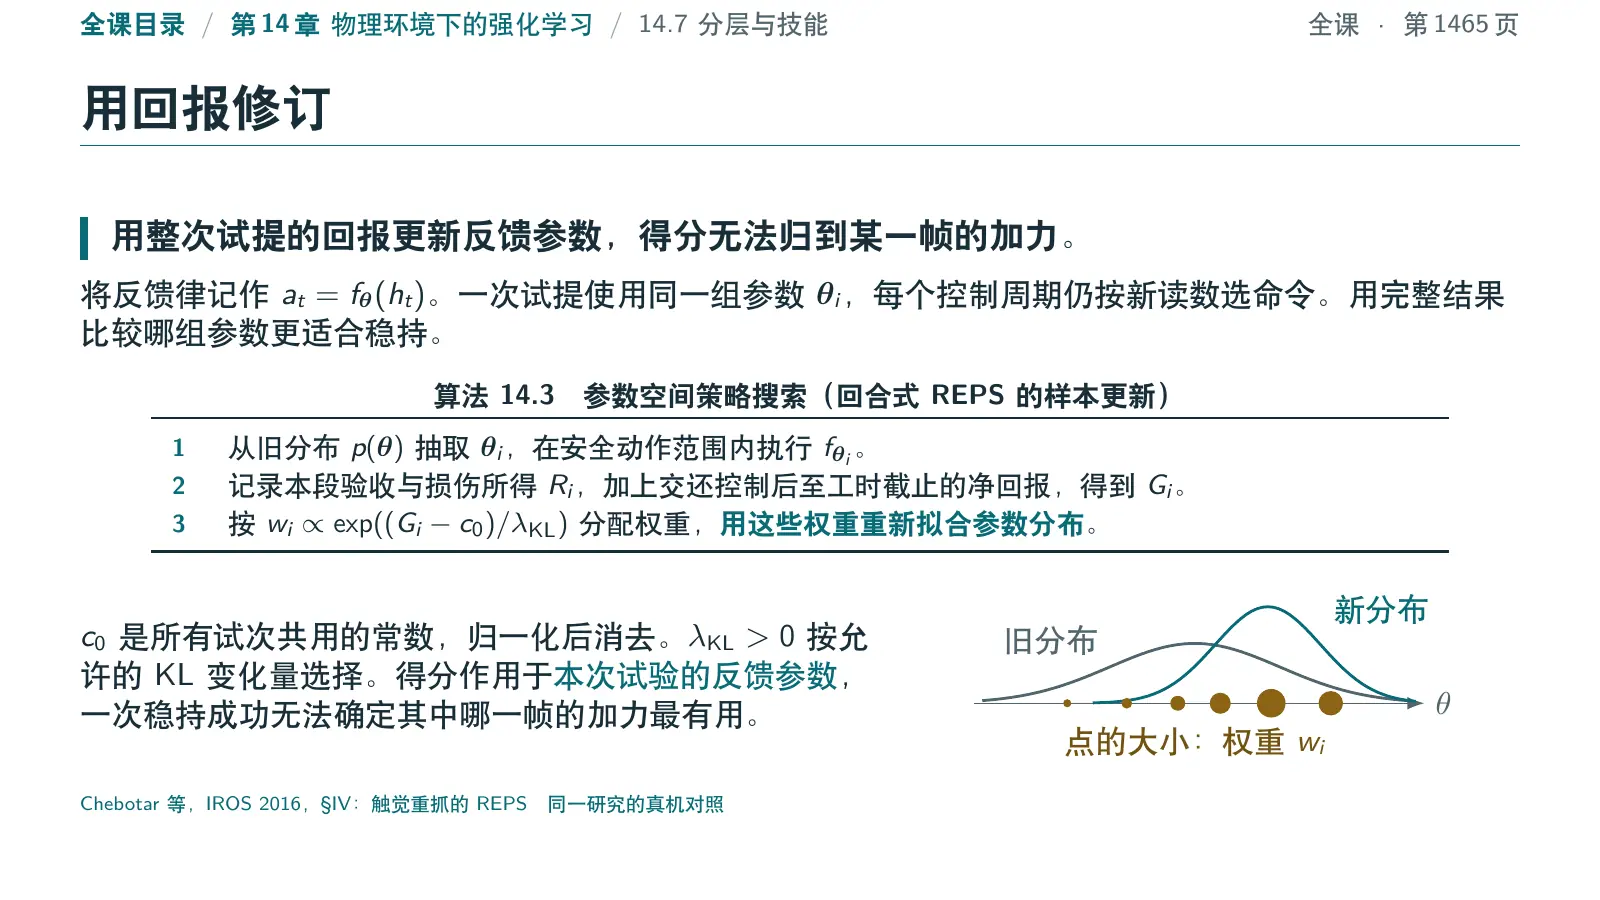 全课目录 / 第 14 章 物理环境下的强化学习 / 14.7 分层与技能
全课 · 第 1465 页
用回报修订
用整次试提的回报更新反馈参数，得分无法归到某一帧的加力。
将反馈律记作 aₜ = f_θ(hₜ)。一次试提使用同一组参数 θᵢ，每个控制周期仍按新读数选命令。用完整结果
比较哪组参数更适合稳持。
算法 14.3 参数空间策略搜索（回合式 REPS 的样本更新）
1 从旧分布 p(θ) 抽取 θᵢ，在安全动作范围内执行 f_θᵢ。
2 记录本段验收与损伤所得 Rᵢ，加上交还控制后至工时截止的净回报，得到 Gᵢ。
3 按 wᵢ ∝ exp((Gᵢ − c₀)/λ_KL) 分配权重，用这些权重重新拟合参数分布。
c₀ 是所有试次共用的常数，归一化后消去。λ_KL > 0 按允
许的 KL 变化量选择。得分作用于本次试验的反馈参数，
一次稳持成功无法确定其中哪一帧的加力最有用。
旧分布
新分布
θ
点的大小：权重 wᵢ
Chebotar 等，IROS 2016，§IV：触觉重抓的 REPS 同一研究的真机对照